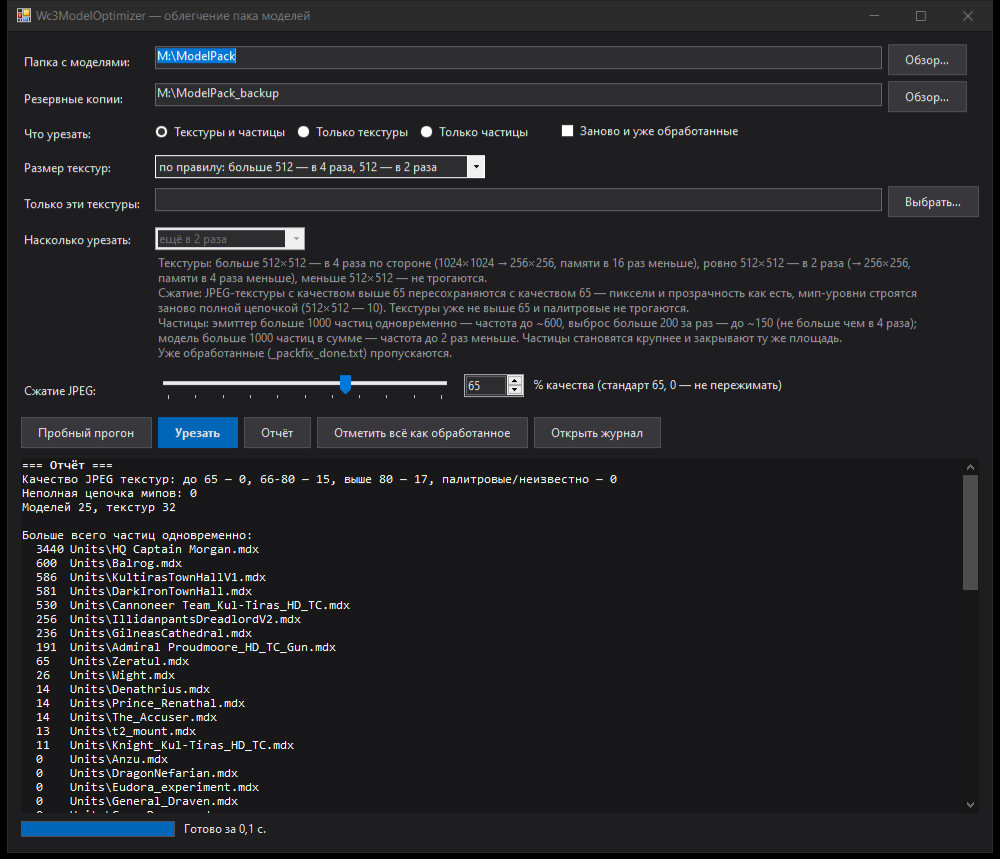 Wc3ModelOptimizer — облегчение пака моделей
Папка с моделями: M:\ModelPack Обзор...
Резервные копии: M:\ModelPack_backup Обзор...
Что урезать: Текстуры и частицы Только текстуры Только частицы Заново и уже обработанные
Размер текстур: по правилу: больше 512 — в 4 раза, 512 — в 2 раза
Только эти текстуры: Выбрать...
Насколько урезать: ещё в 2 раза
Текстуры: больше 512×512 — в 4 раза по стороне (1024×1024 → 256×256, памяти в 16 раз меньше), ровно 512×512 — в 2 раза (→ 256×256,
памяти в 4 раза меньше), меньше 512×512 — не трогаются.
Сжатие: JPEG-текстуры с качеством выше 65 пересохраняются с качеством 65 — пиксели и прозрачность как есть, мип-уровни строятся
заново полной цепочкой (512×512 — 10). Текстуры уже не выше 65 и палитровые не трогаются.
Частицы: эмиттер больше 1000 частиц одновременно — частота до ~600, выброс больше 200 за раз — до ~150 (не больше чем в 4 раза);
модель больше 1000 частиц в сумме — частота до 2 раз меньше. Частицы становятся крупнее и закрывают ту же площадь.
Уже обработанные (_packfix_done.txt) пропускаются.
Сжатие JPEG: 65 % качества (стандарт 65, 0 — не пережимать)
Пробный прогон Урезать Отчёт Отметить всё как обработанное Открыть журнал
=== Отчёт ===
Качество JPEG текстур: до 65 — 0, 66-80 — 15, выше 80 — 17, палитровые/неизвестно — 0
Неполная цепочка мипов: 0
Моделей 25, текстур 32
Больше всего частиц одновременно:
3440 Units\HQ Captain Morgan.mdx
600 Units\Balrog.mdx
586 Units\KultirasTownHallV1.mdx
581 Units\DarkIronTownHall.mdx
530 Units\Cannoneer Team_Kul-Tiras_HD_TC.mdx
256 Units\IllidanpantsDreadlordV2.mdx
236 Units\GilneasCathedral.mdx
191 Units\Admiral Proudmoore_HD_TC_Gun.mdx
65 Units\Zeratul.mdx
26 Units\Wight.mdx
14 Units\Denathrius.mdx
14 Units\Prince_Renathal.mdx
14 Units\The_Accuser.mdx
13 Units\t2_mount.mdx
11 Units\Knight_Kul-Tiras_HD_TC.mdx
0 Units\Anzu.mdx
0 Units\DragonNefarian.mdx
0 Units\Eudora_experiment.mdx
0 Units\General_Draven.mdx
Готово за 0,1 с.